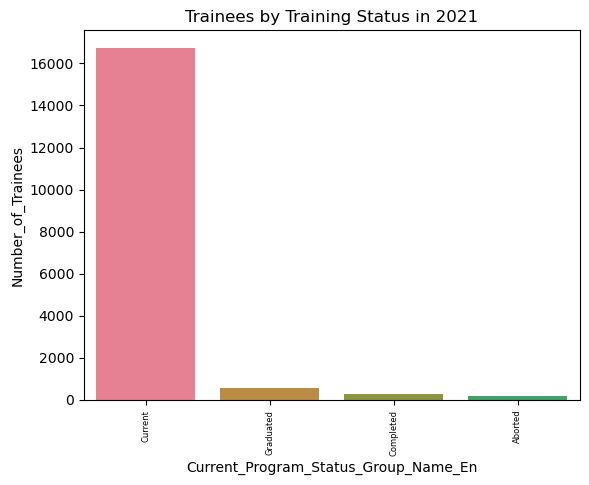 Trainees by Training Status in 2021
Number_of_Trainees
16000
14000
12000
10000
8000
6000
4000
2000
0
Current
Graduated
Completed
Aborted
Current_Program_Status_Group_Name_En